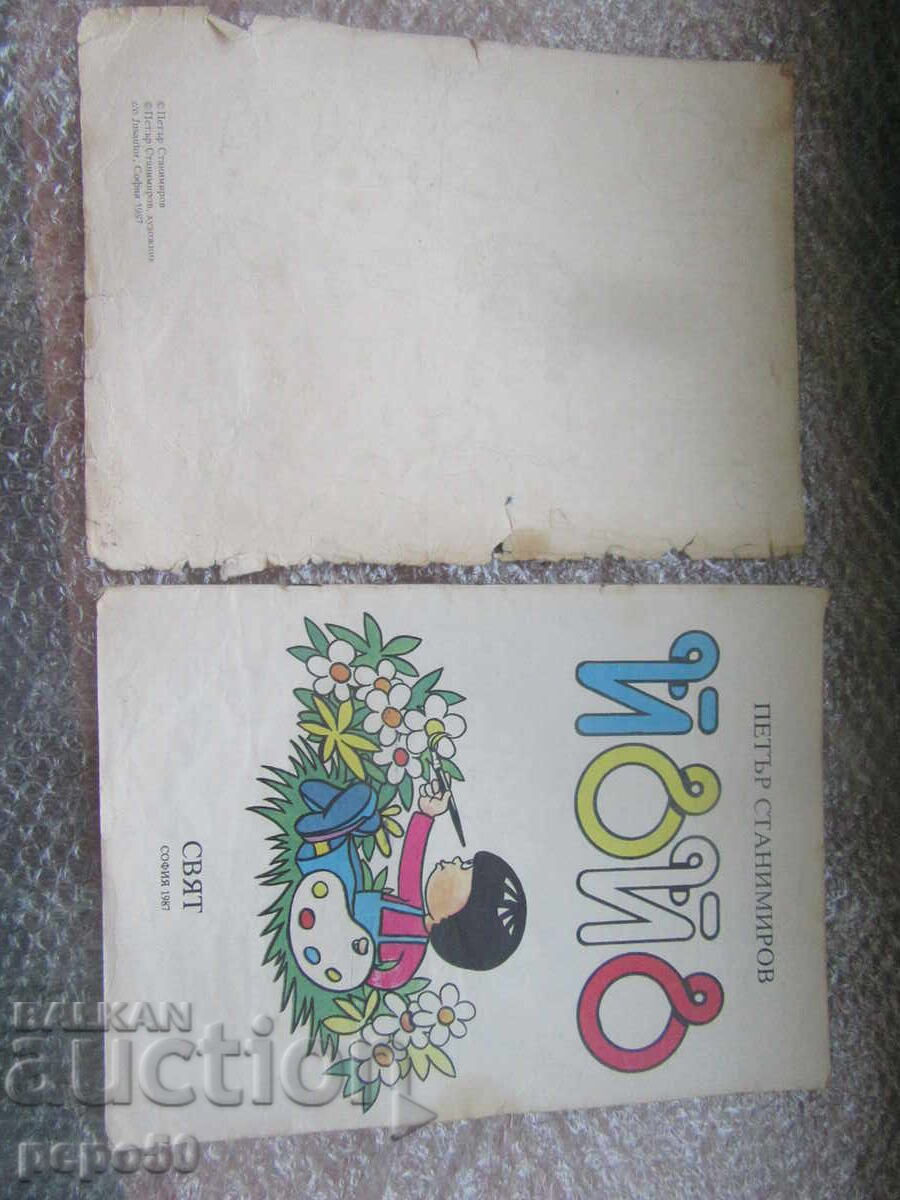 ©Петър Станимиров
©Петър Станимиров, художник
c/o Jusautor, София 1987
ПЕТЪР СТАНИМИРОВ
ЙОЙО
СВЯТ
СОФИЯ 1987
BALKAN
auction
pepo50